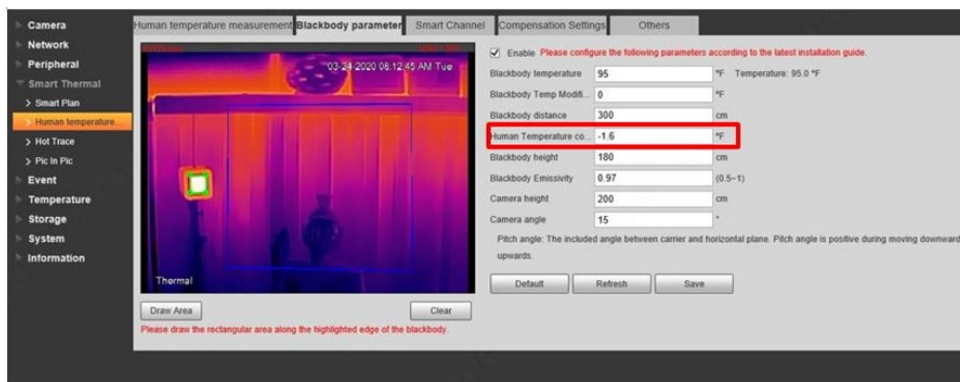 Camera
Network
Peripheral
Smart Thermal
Smart Plan
Human temperature...
Hot Trace
Pic In Pic
Event
Temperature
Storage
System
Information
Human temperature measurement Blackbody parameter Smart Channel Compensation Settings Others
03-24-2020 08:12:45 AM Tue
Thermal
Draw Area Clear
Please draw the rectangular area along the highlighted edge of the blackbody.
Enable Please configure the following parameters according to the latest installation guide.
Blackbody temperature 95 °F Temperature: 95.0 °F
Blackbody Temp Modifi... 0 °F
Blackbody distance 300 cm
Human Temperature co... -1.6 °F
Blackbody height 180 cm
Blackbody Emissivity 0.97 (0.5~1)
Camera height 200 cm
Camera angle 15 °
Pitch angle: The included angle between carrier and horizontal plane. Pitch angle is positive during moving downward
upwards.
Default Refresh Save